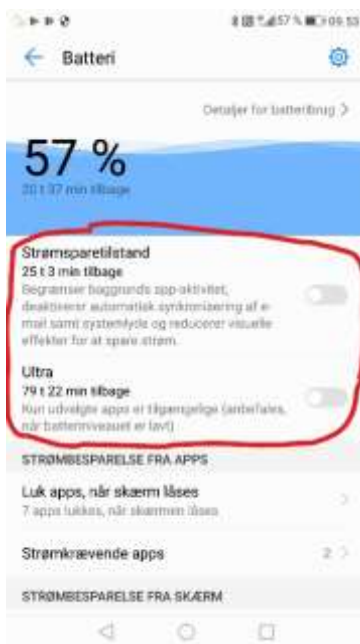 57 % 09.53
Batteri
Detaljer for batteribrug
57 %
20 t 37 min tilbage
Strømsparetilstand
25 t 3 min tilbage
Begrænser baggrunds app-aktivitet,
deaktiverer automatisk synkronisering af e-
mail samt systemlyde og reducerer visuelle
effekter for at spare strøm.
Ultra
79 t 22 min tilbage
Kun udvalgte apps er tilgængelige (anbefales,
når batteriniveauet er lavt)
STRØMBESPARELSE FRA APPS
Luk apps, når skærm låses
7 apps lukkes, når skærmen låses
Strømkrævende apps 2
STRØMBESPARELSE FRA SKÆRM